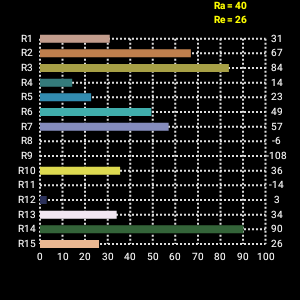 Ra = 40
Re = 26
R1 31
R2 67
R3 84
R4 14
R5 23
R6 49
R7 57
R8 -6
R9 -108
R10 36
R11 -14
R12 3
R13 34
R14 90
R15 26
0 10 20 30 40 50 60 70 80 90 100